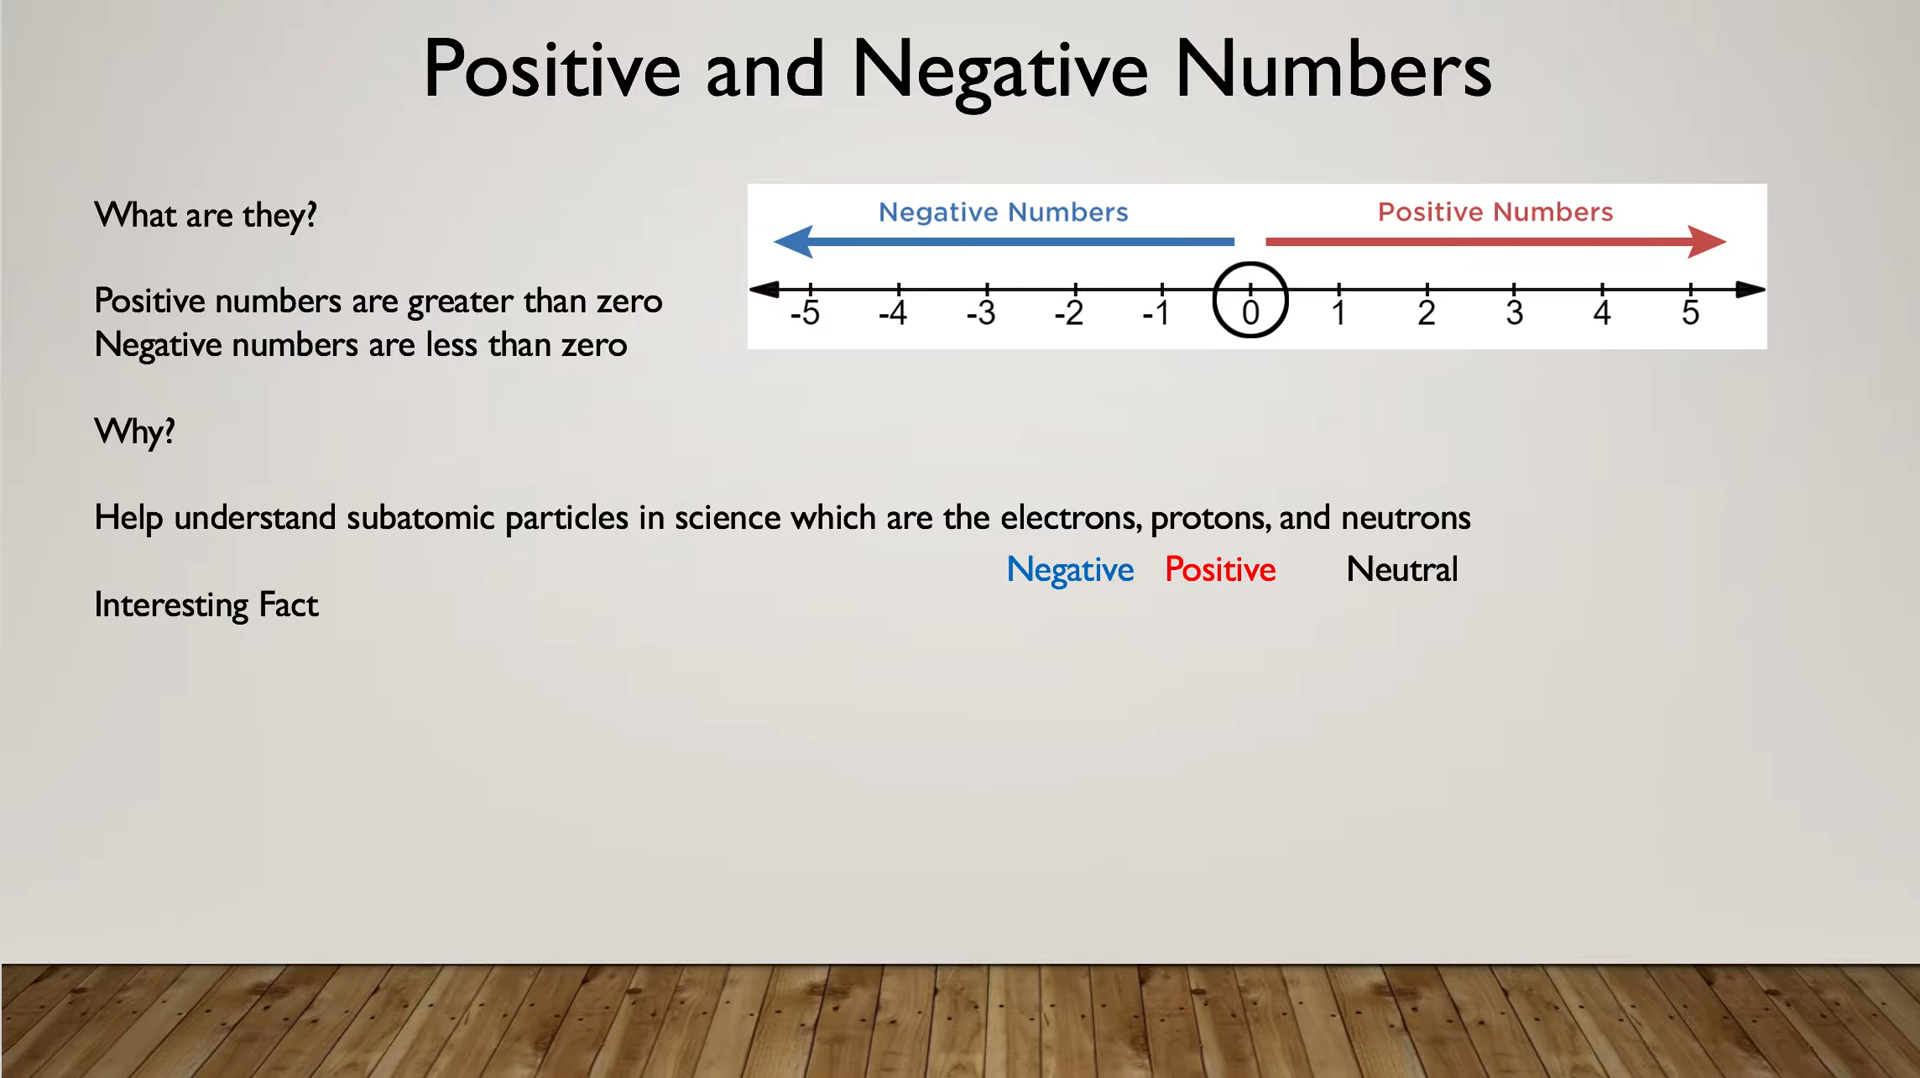 Positive and Negative Numbers
What are they?
Negative Numbers Positive Numbers
-5 -4 -3 -2 -1 0 1 2 3 4 5
Positive numbers are greater than zero
Negative numbers are less than zero
Why?
Help understand subatomic particles in science which are the electrons, protons, and neutrons
Negative Positive Neutral
Interesting Fact